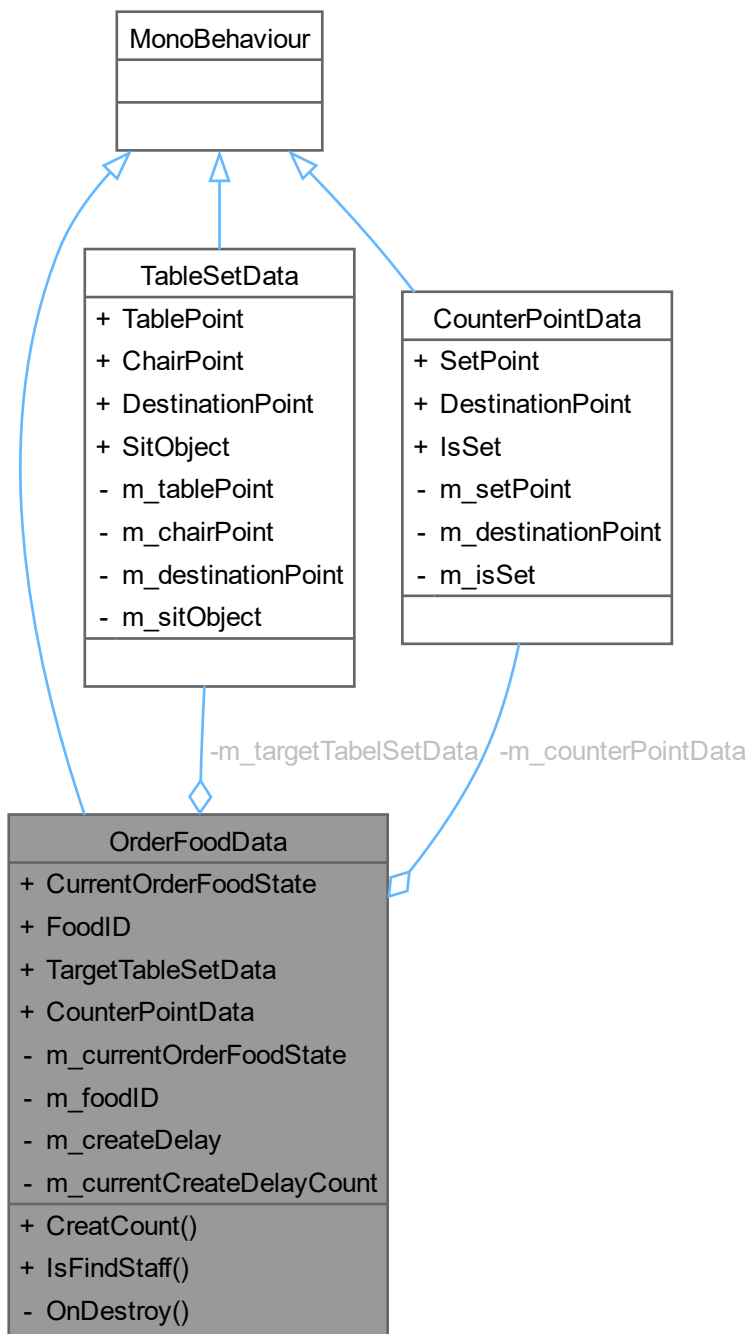 MonoBehaviour
TableSetData
+ TablePoint
+ ChairPoint
+ DestinationPoint
+ SitObject
- m_tablePoint
- m_chairPoint
- m_destinationPoint
- m_sitObject
CounterPointData
+ SetPoint
+ DestinationPoint
+ IsSet
- m_setPoint
- m_destinationPoint
- m_isSet
-m_targetTabelSetData
-m_counterPointData
OrderFoodData
+ CurrentOrderFoodState
+ FoodID
+ TargetTableSetData
+ CounterPointData
- m_currentOrderFoodState
- m_foodID
- m_createDelay
- m_currentCreateDelayCount
+ CreatCount()
+ IsFindStaff()
- OnDestroy()